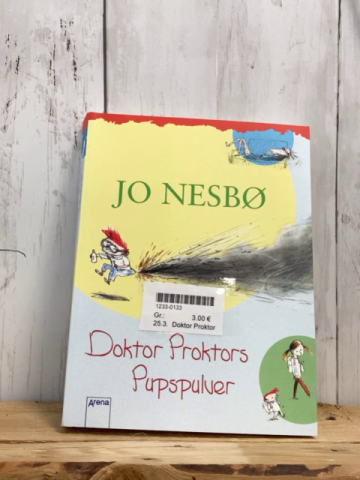 JO NESBØ
1233-0133
Gr.: 3.00 €
25.3. Doktor Proktor
Doktor Proktors
Pupspulver
Arena